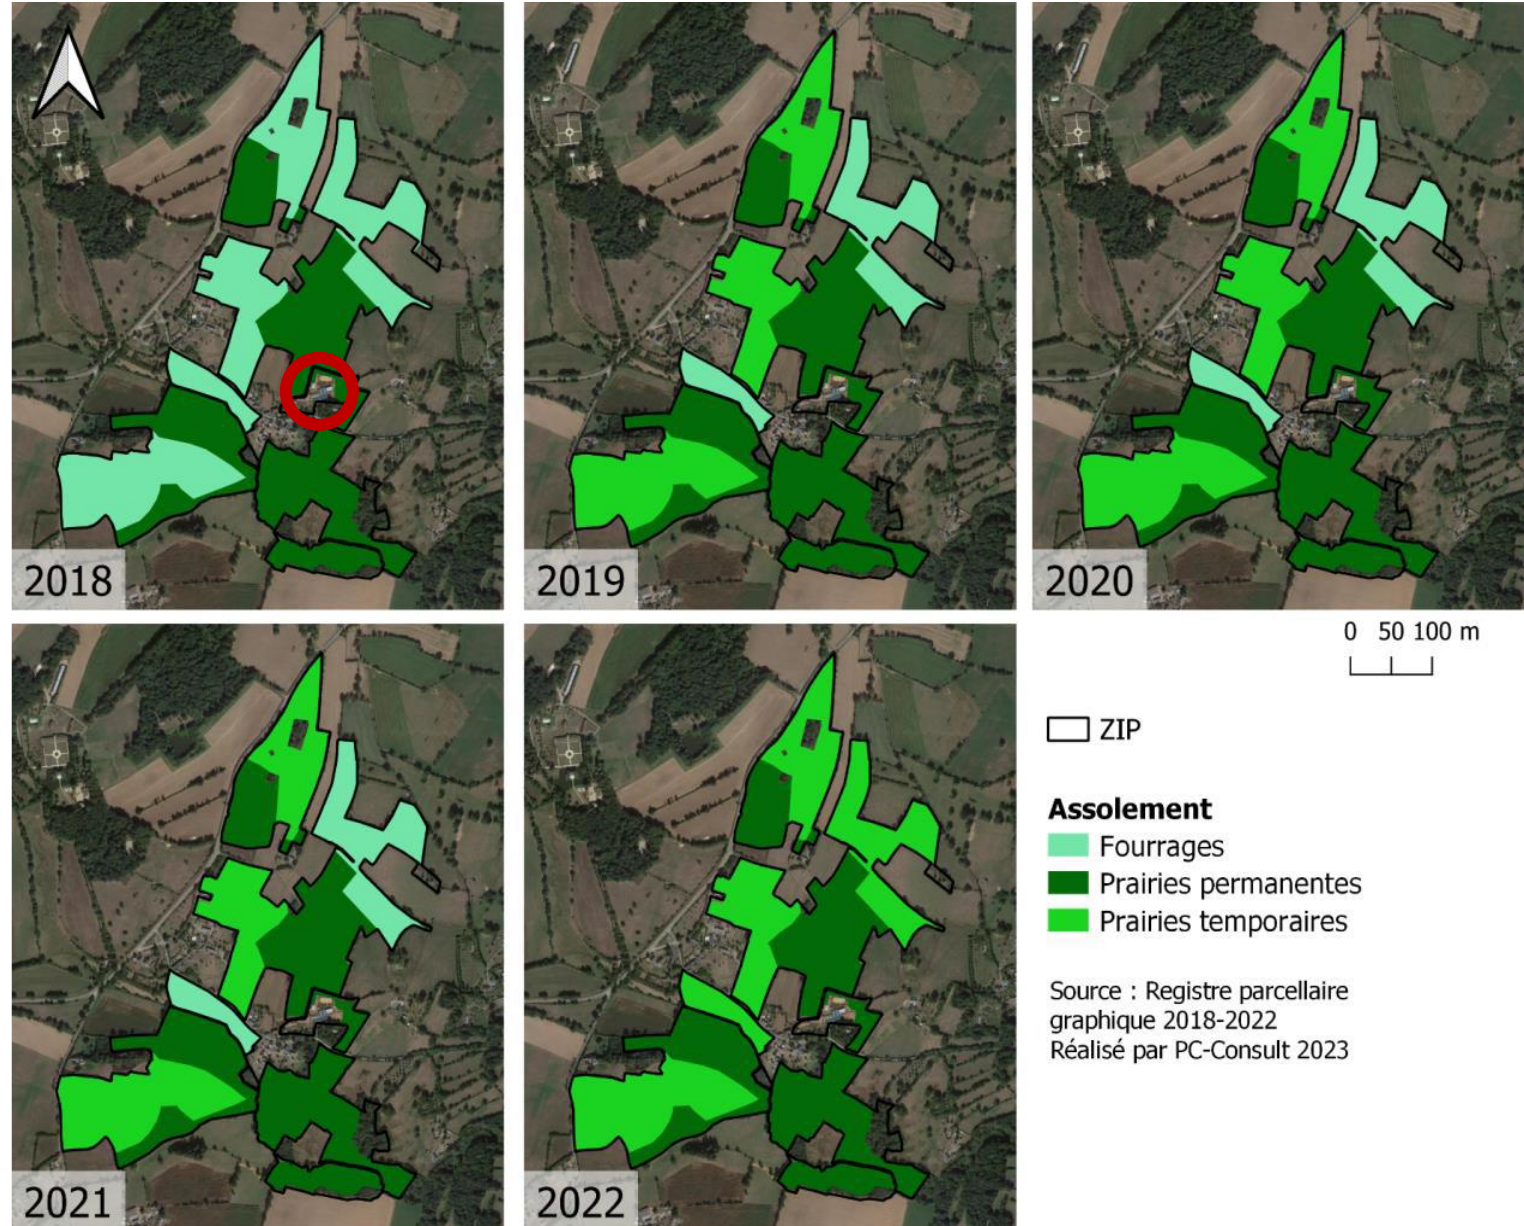 2018
2019
2020
0 50 100 m
ZIP
Assolement
Fourrages
Prairies permanentes
Prairies temporaires
Source : Registre parcellaire
graphique 2018-2022
Réalisé par PC-Consult 2023
2021
2022